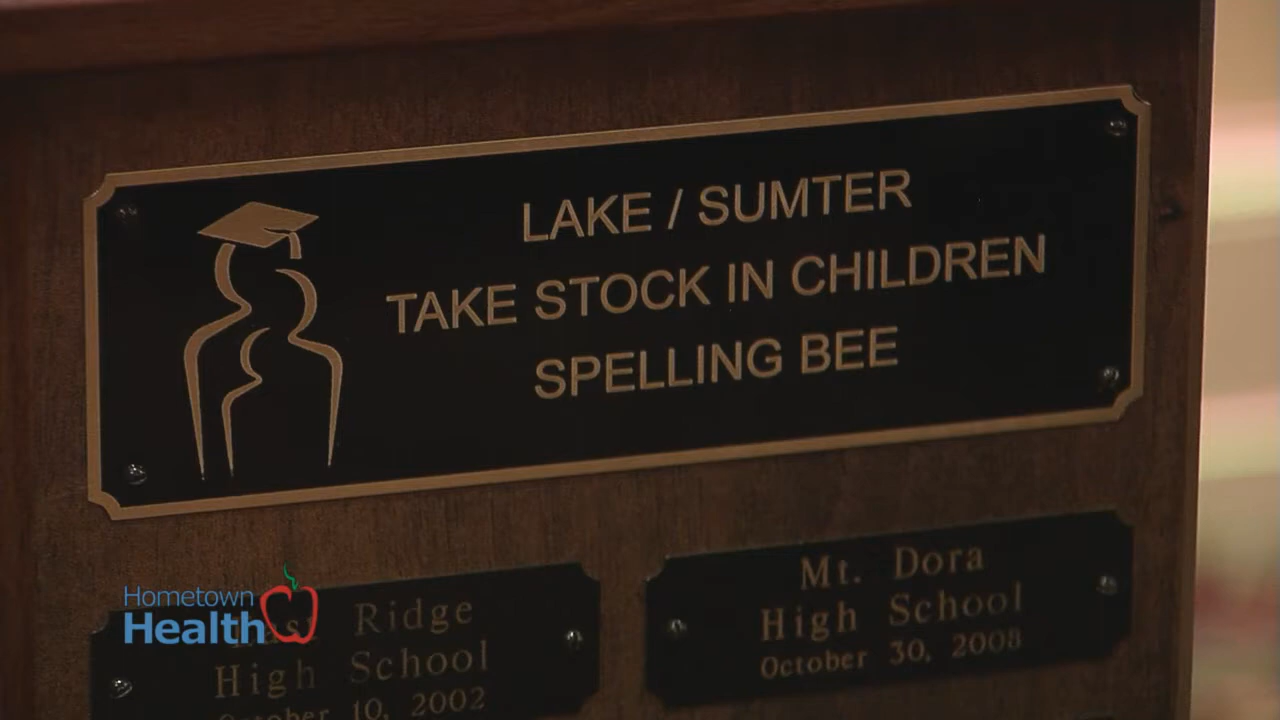 LAKE / SUMTER
TAKE STOCK IN CHILDREN
SPELLING BEE
Hometown
Health
Ridge
High School
October 10, 2002
Mt. Dora
High School
October 30, 2008